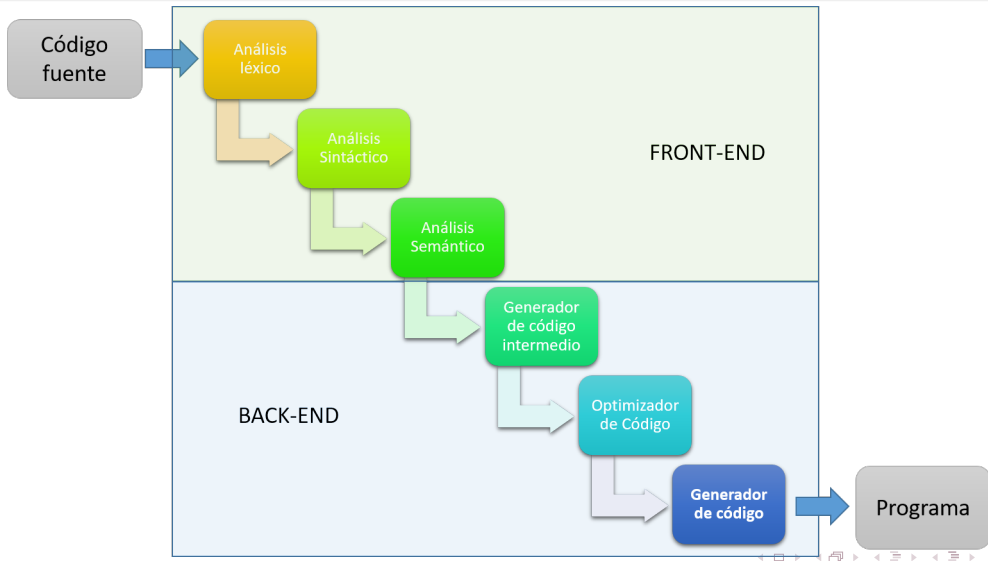 Código
fuente
Análisis
léxico
Análisis
Sintáctico
FRONT-END
Análisis
Semántico
Generador
de código
intermedio
BACK-END
Optimizador
de Código
Generador
de código
Programa